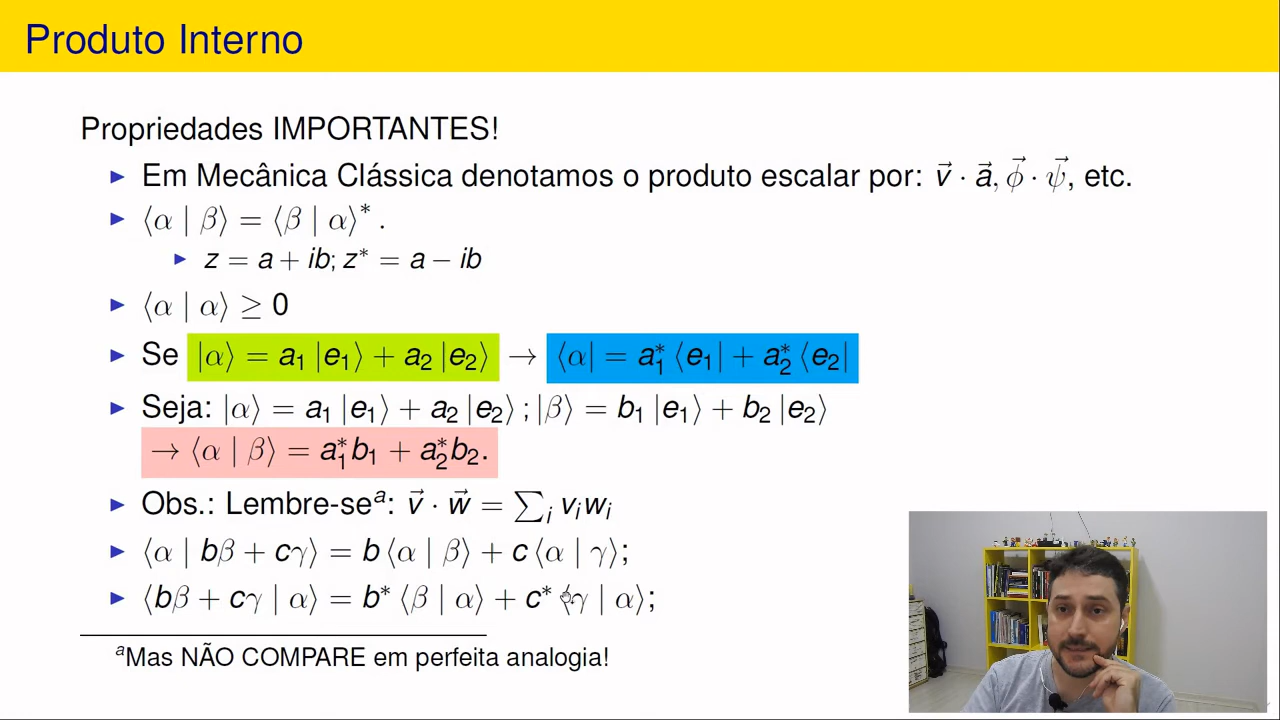 Produto Interno
Propriedades IMPORTANTES!
▶ Em Mecânica Clássica denotamos o produto escalar por: v⃗ · a⃗, ϕ⃗ · ψ⃗, etc.
▶ ⟨α | β⟩ = ⟨β | α⟩* .
▶ z = a + ib; z* = a − ib
▶ ⟨α | α⟩ ≥ 0
▶ Se |α⟩ = a₁ |e₁⟩ + a₂ |e₂⟩ → ⟨α| = a₁* ⟨e₁| + a₂* ⟨e₂|
▶ Seja: |α⟩ = a₁ |e₁⟩ + a₂ |e₂⟩ ; |β⟩ = b₁ |e₁⟩ + b₂ |e₂⟩
→ ⟨α | β⟩ = a₁*b₁ + a₂*b₂.
▶ Obs.: Lembre-seᵃ: v⃗ · w⃗ = ∑ᵢ vᵢwᵢ
▶ ⟨α | bβ + cγ⟩ = b ⟨α | β⟩ + c ⟨α | γ⟩;
▶ ⟨bβ + cγ | α⟩ = b* ⟨β | α⟩ + c* ⟨γ | α⟩;
ᵃMas NÃO COMPARE em perfeita analogia!